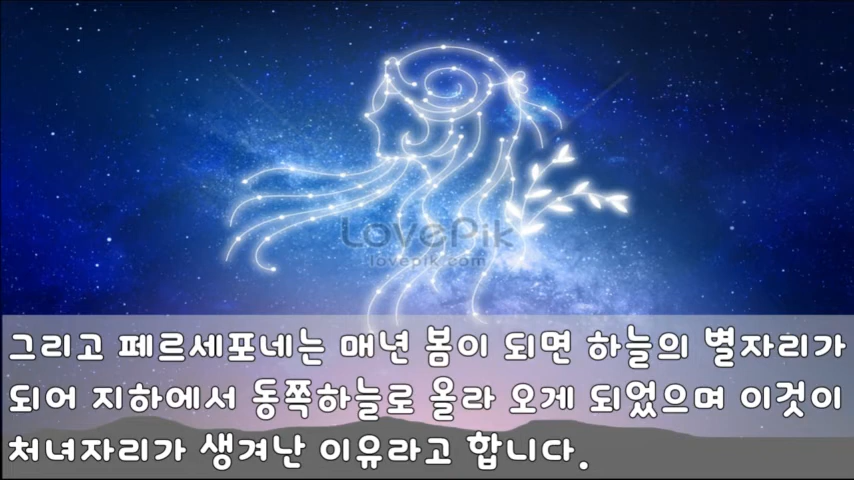 LovePik
lovepik.com
그리고 페르세포네는 매년 봄이 되면 하늘의 별자리가
되어 지하에서 동쪽하늘로 올라 오게 되었으며 이것이
처녀자리가 생겨난 이유라고 합니다.